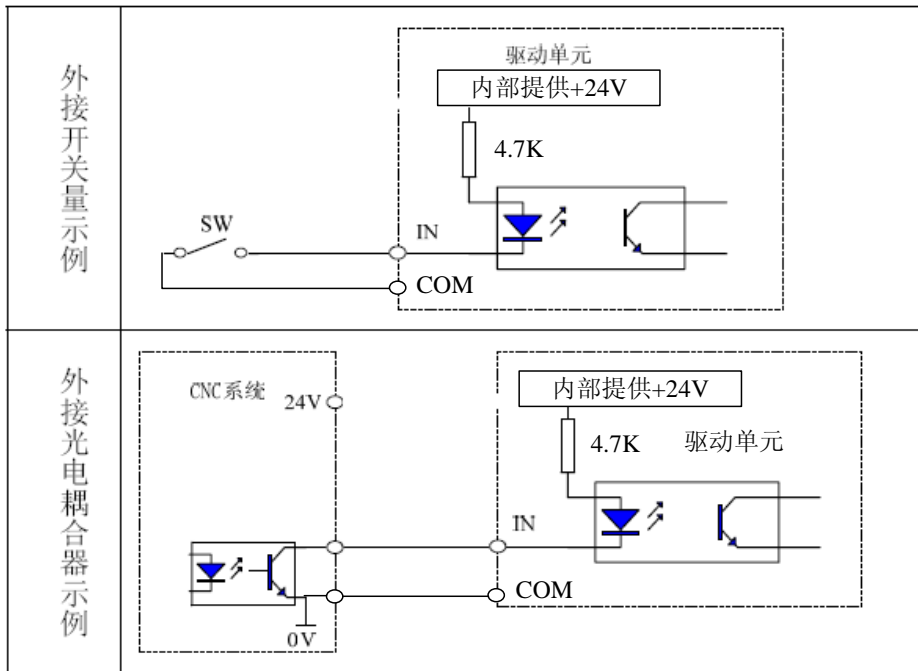 外接开关量示例
驱动单元
内部提供+24V
4.7K
SW
IN
COM
外接光电耦合器示例
CNC系统
24V
内部提供+24V
4.7K
驱动单元
IN
COM
0V